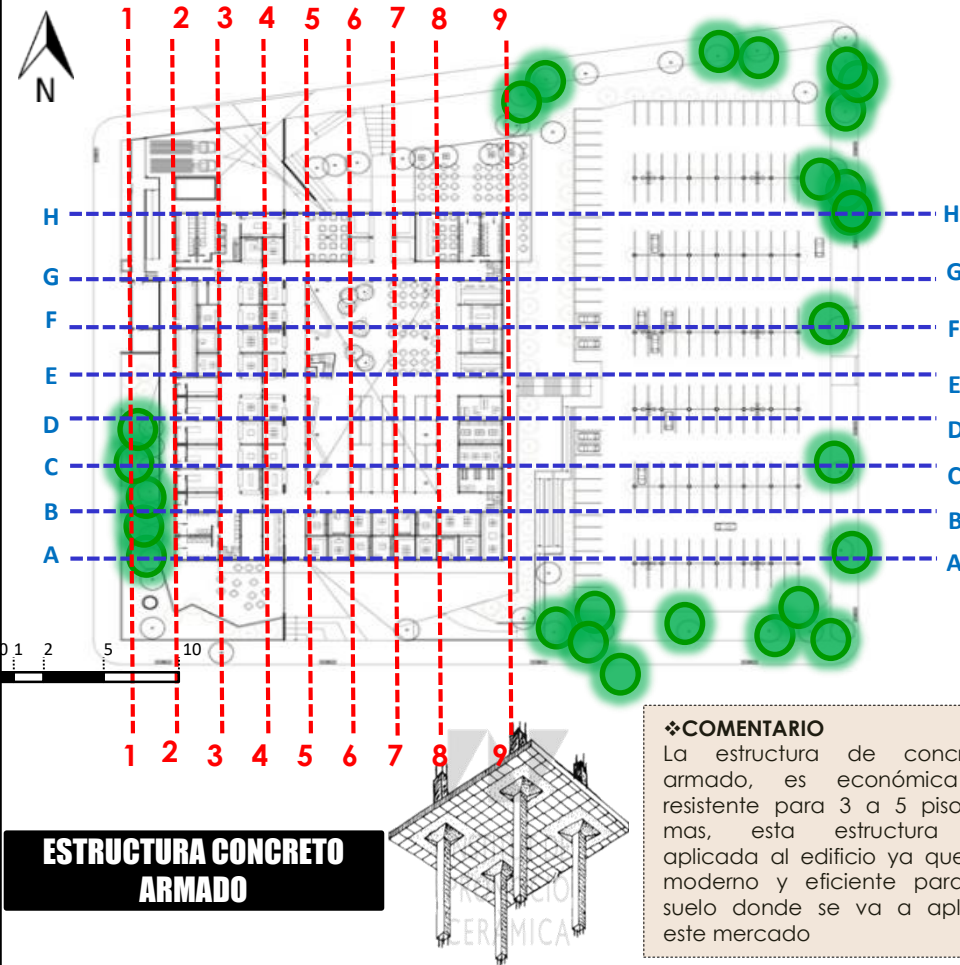 1 2 3 4 5 6 7 8 9
N
H H
G G
F F
E E
D D
C C
B B
A A
0 1 2 5 10
1 2 3 4 5 6 7 8 9
ESTRUCTURA CONCRETO
ARMADO
CERAMICA
❖COMENTARIO
La estructura de concr
armado, es económica
resistente para 3 a 5 piso
mas, esta estructura
aplicada al edificio ya que
moderno y eficiente para
suelo donde se va a apl
este mercado